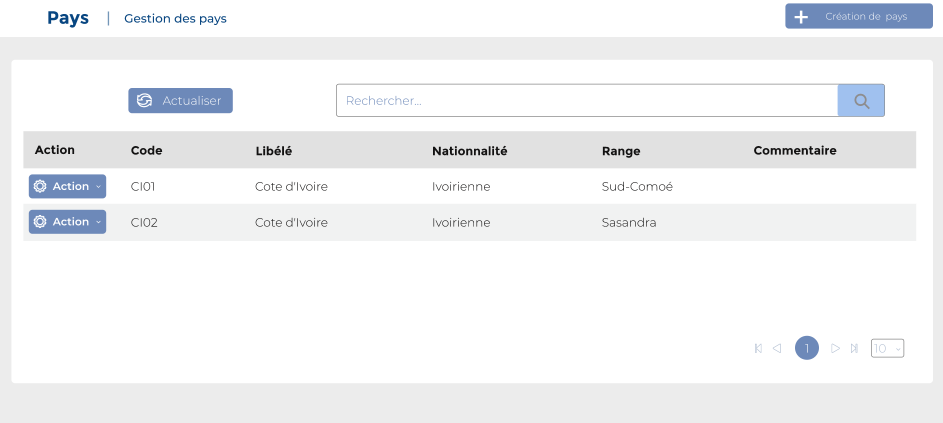 Pays | Gestion des pays
Création de pays
Actualiser
Rechercher...
Action Code Libélé Nationnalité Range Commentaire
Action CI01 Cote d'Ivoire Ivoirienne Sud-Comoé
Action CI02 Cote d'Ivoire Ivoirienne Sasandra
1 10